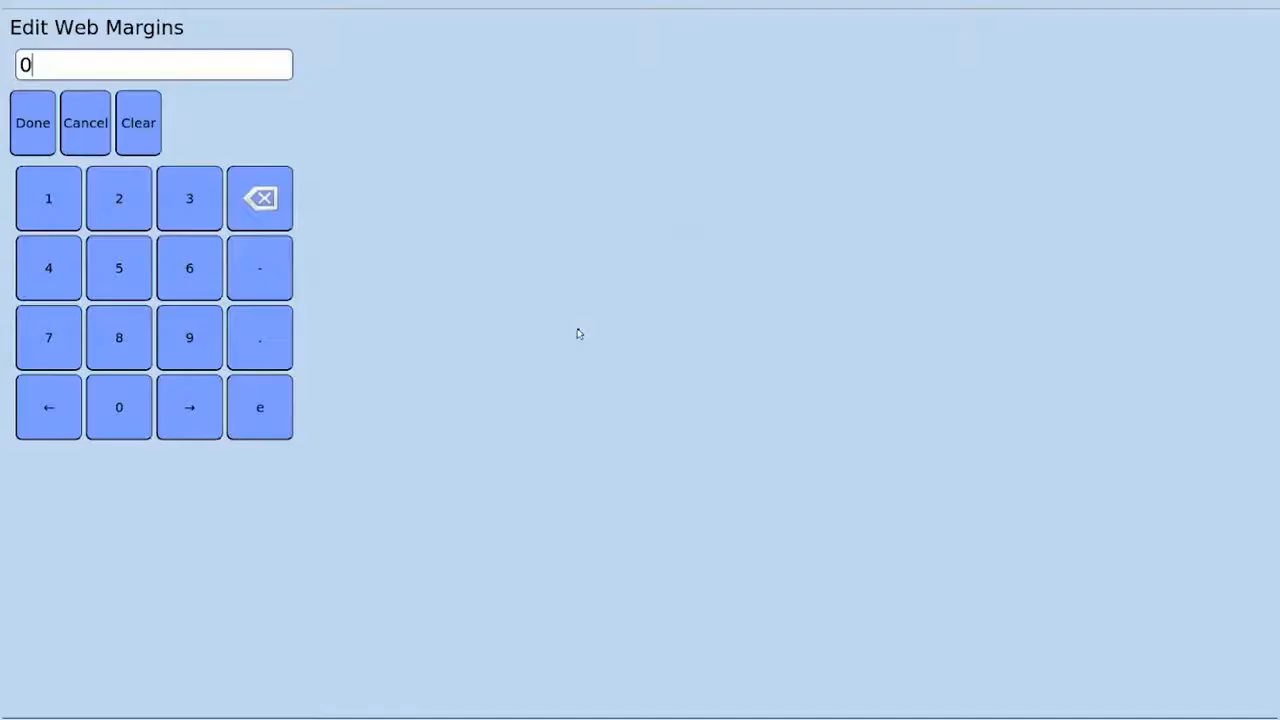 Edit Web Margins
0
Done Cancel Clear
1 2 3
4 5 6 -
7 8 9 .
← 0 → e